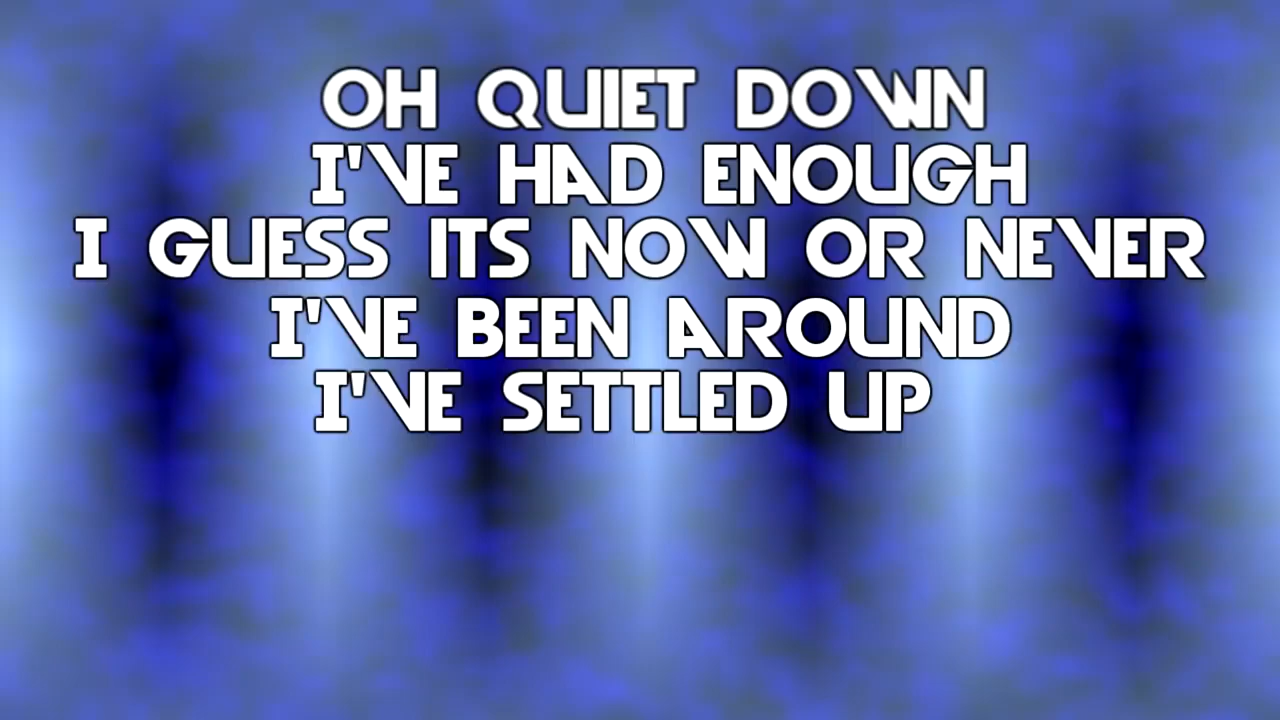 OH QUIET DOWN
I'VE HAD ENOUGH
I GUESS ITS NOW OR NEVER
I'VE BEEN AROUND
I'VE SETTLED UP